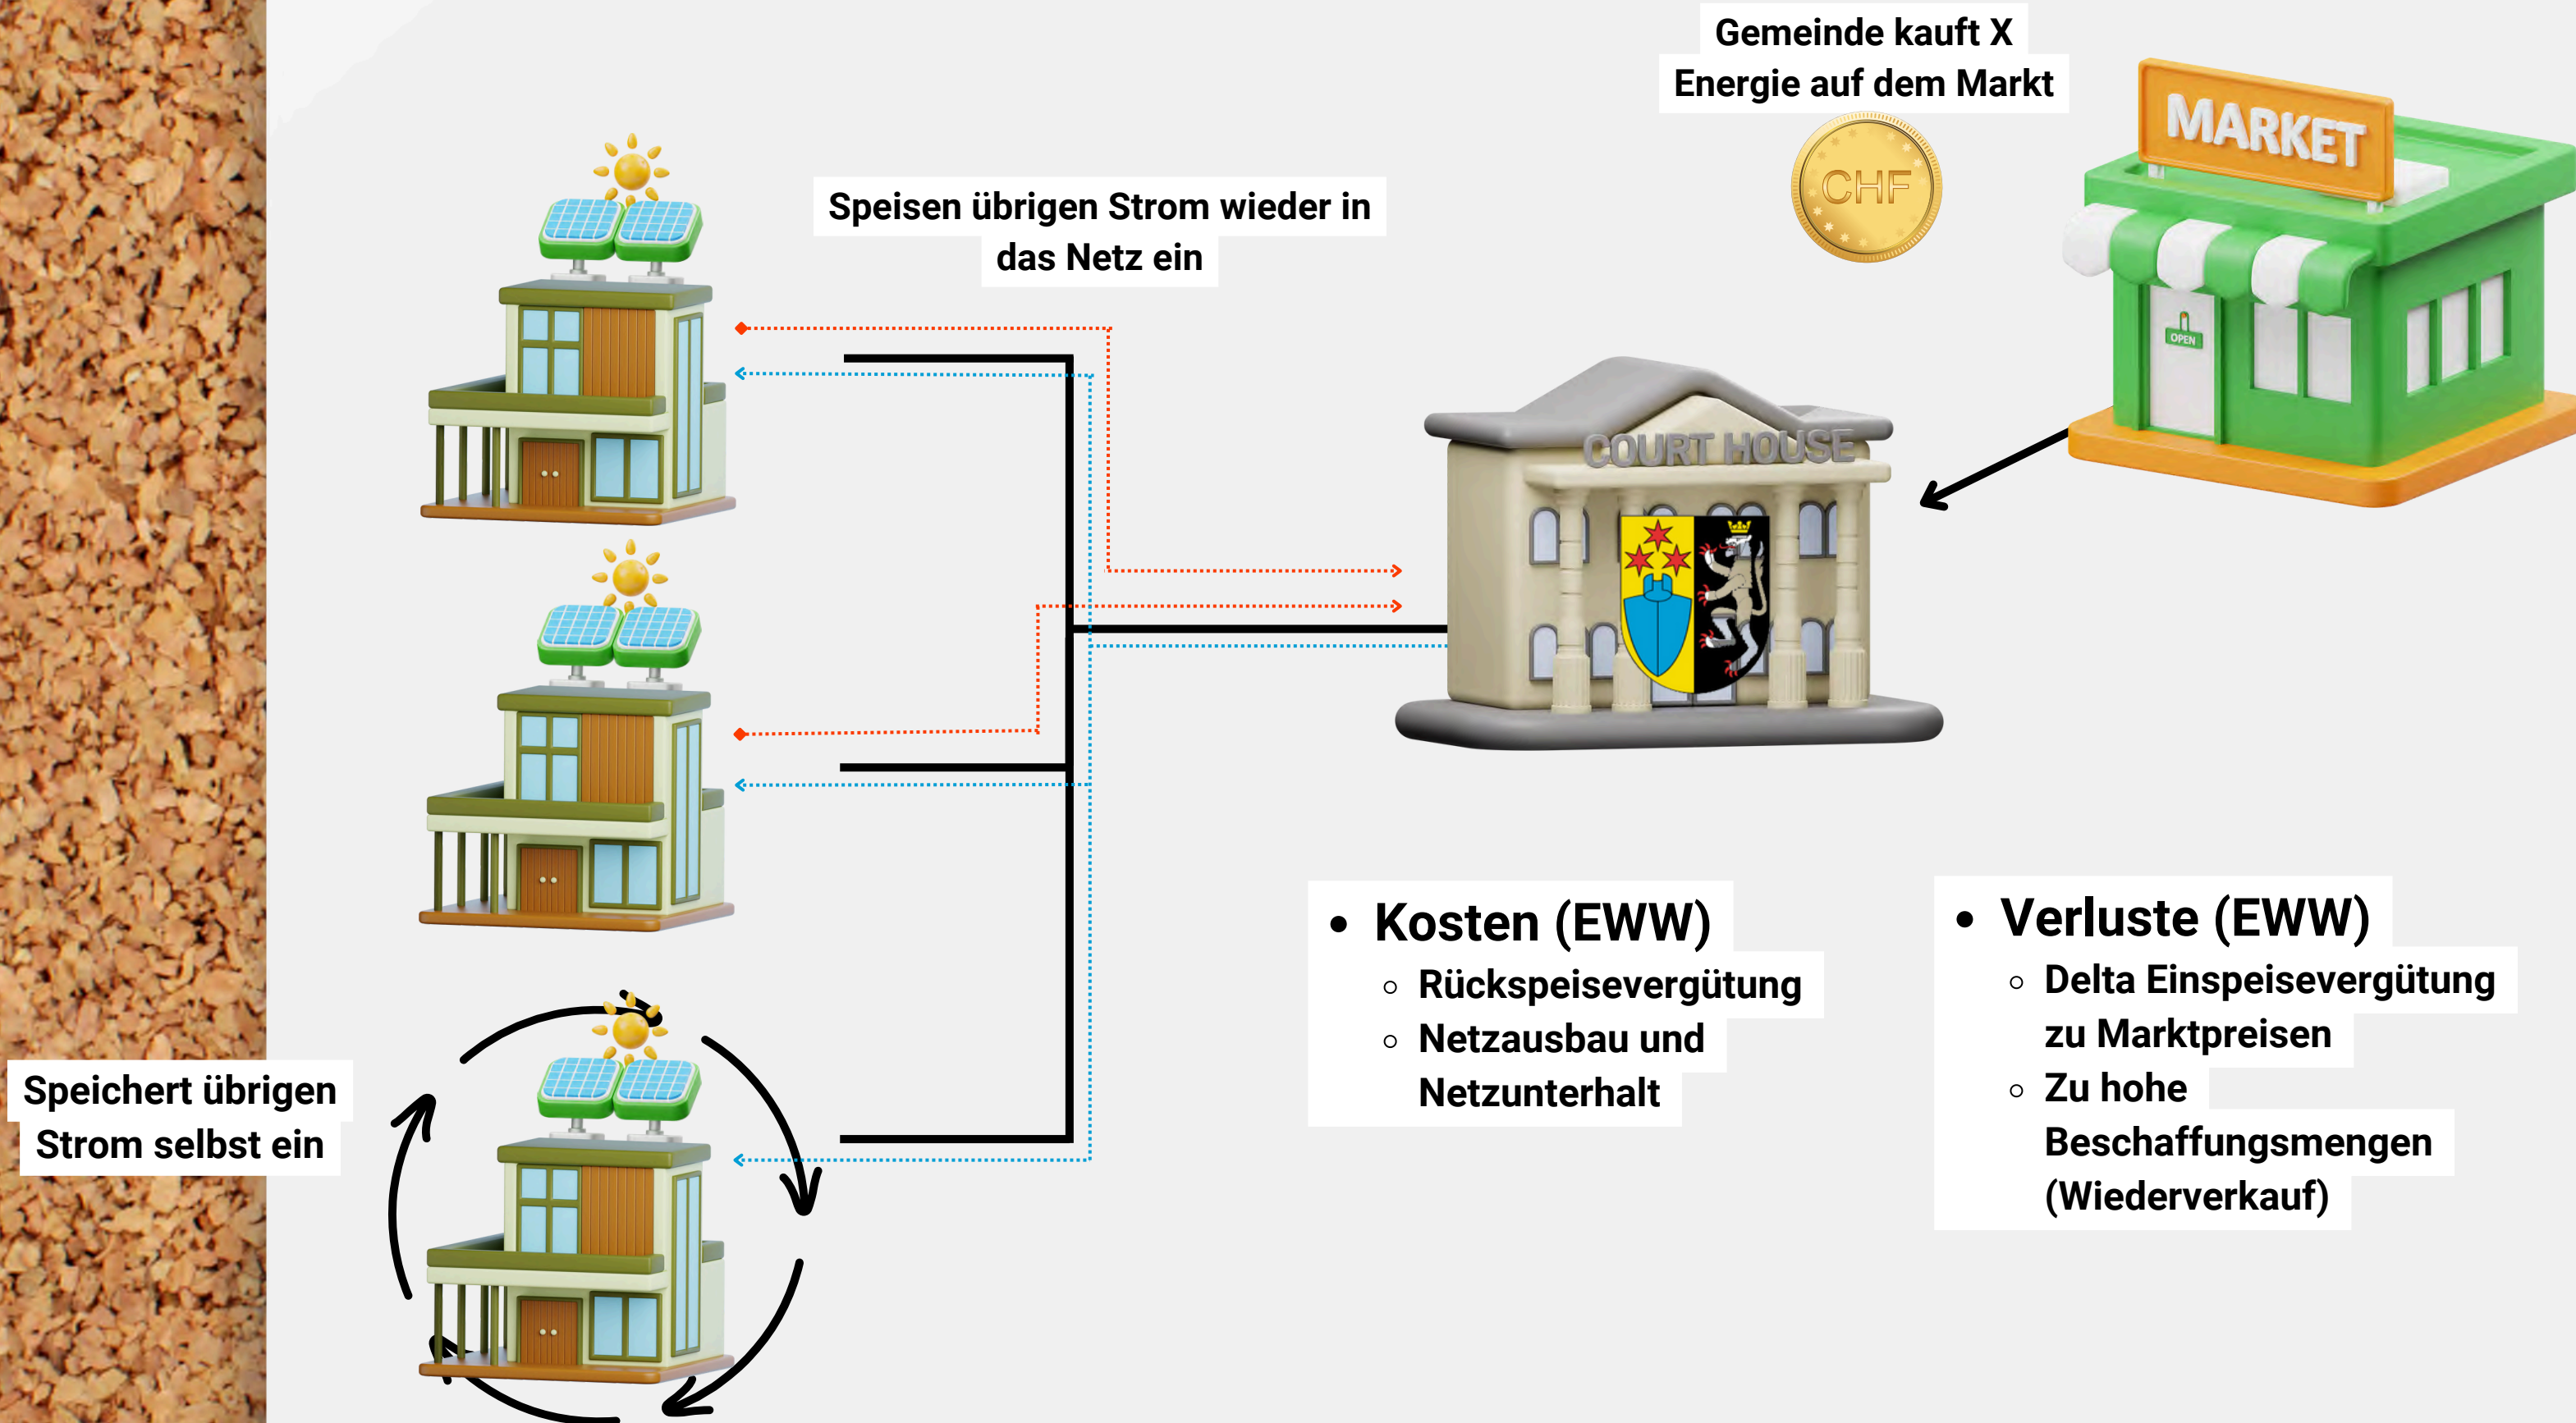 Gemeinde kauft X
Energie auf dem Markt
CHF
MARKET
OPEN
Speisen übrigen Strom wieder in
das Netz ein
COURT HOUSE
Speichert übrigen
Strom selbst ein
Kosten (EWW)
Rückspeisevergütung
Netzausbau und
Netzunterhalt
Verluste (EWW)
Delta Einspeisevergütung
zu Marktpreisen
Zu hohe
Beschaffungsmengen
(Wiederverkauf)